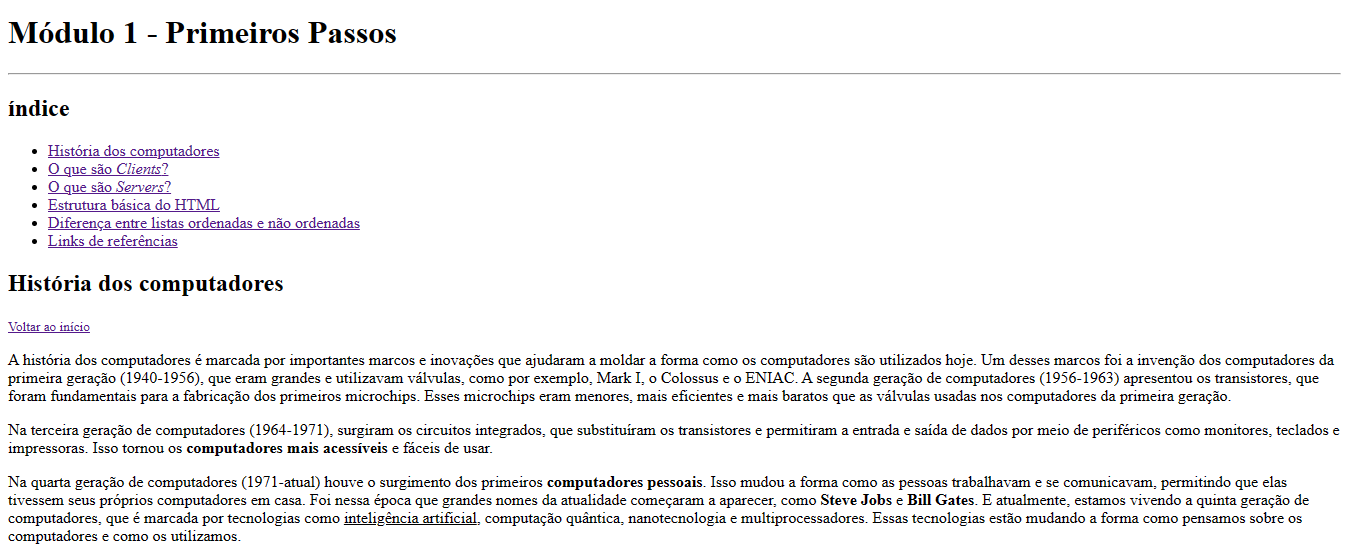 Módulo 1 - Primeiros Passos
índice
História dos computadores
O que são Clients?
O que são Servers?
Estrutura básica do HTML
Diferença entre listas ordenadas e não ordenadas
Links de referências
História dos computadores
Voltar ao início
A história dos computadores é marcada por importantes marcos e inovações que ajudaram a moldar a forma como os computadores são utilizados hoje. Um desses marcos foi a invenção dos computadores da
primeira geração (1940-1956), que eram grandes e utilizavam válvulas, como por exemplo, Mark I, o Colossus e o ENIAC. A segunda geração de computadores (1956-1963) apresentou os transistores, que
foram fundamentais para a fabricação dos primeiros microchips. Esses microchips eram menores, mais eficientes e mais baratos que as válvulas usadas nos computadores da primeira geração.
Na terceira geração de computadores (1964-1971), surgiram os circuitos integrados, que substituíram os transistores e permitiram a entrada e saída de dados por meio de periféricos como monitores, teclados e
impressoras. Isso tornou os computadores mais acessíveis e fáceis de usar.
Na quarta geração de computadores (1971-atual) houve o surgimento dos primeiros computadores pessoais. Isso mudou a forma como as pessoas trabalhavam e se comunicavam, permitindo que elas
tivessem seus próprios computadores em casa. Foi nessa época que grandes nomes da atualidade começaram a aparecer, como Steve Jobs e Bill Gates. E atualmente, estamos vivendo a quinta geração de
computadores, que é marcada por tecnologias como inteligência artificial, computação quântica, nanotecnologia e multiprocessadores. Essas tecnologias estão mudando a forma como pensamos sobre os
computadores e como os utilizamos.